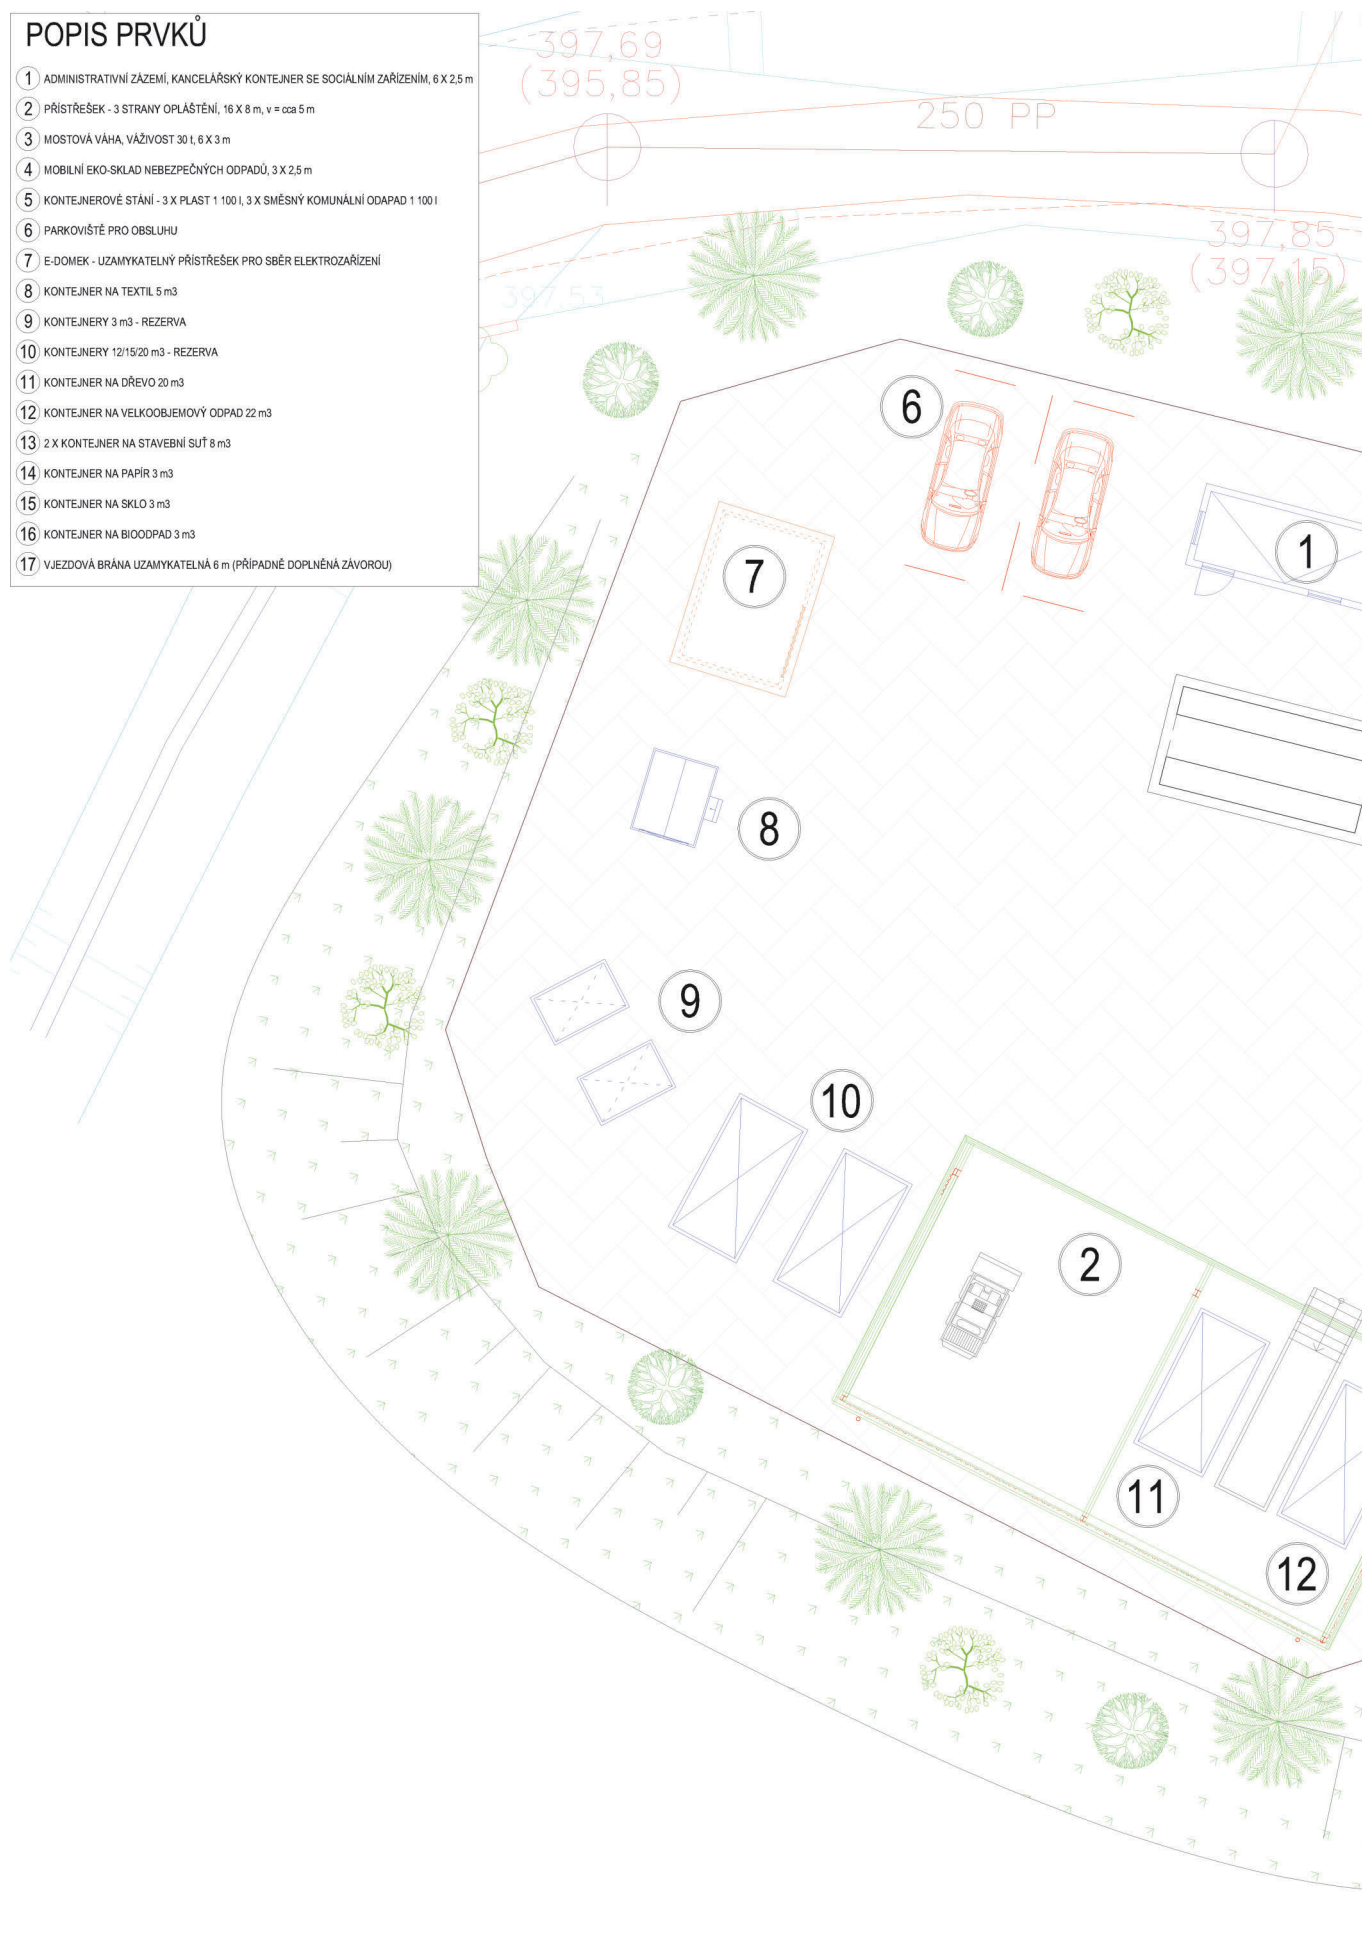 POPIS PRVKŮ
1 ADMINISTRATIVNÍ ZÁZEMÍ, KANCELÁŘSKÝ KONTEJNER SE SOCIÁLNÍM ZAŘÍZENÍM, 6 X 2,5 m
2 PŘÍSTŘEŠEK - 3 STRANY OPLÁŠTĚNÍ, 16 X 8 m, v = cca 5 m
3 MOSTOVÁ VÁHA, VÁŽIVOST 30 t, 6 X 3 m
4 MOBILNÍ EKO-SKLAD NEBEZPEČNÝCH ODPADŮ, 3 X 2,5 m
5 KONTEJNEROVÉ STÁNÍ - 3 X PLAST 1 100 l, 3 X SMĚSNÝ KOMUNÁLNÍ ODAPAD 1 100 l
6 PARKOVIŠTĚ PRO OBSLUHU
7 E-DOMEK - UZAMYKATELNÝ PŘÍSTŘEŠEK PRO SBĚR ELEKTROZAŘÍZENÍ
8 KONTEJNER NA TEXTIL 5 m3
9 KONTEJNERY 3 m3 - REZERVA
10 KONTEJNERY 12/15/20 m3 - REZERVA
11 KONTEJNER NA DŘEVO 20 m3
12 KONTEJNER NA VELKOOBJEMOVÝ ODPAD 22 m3
13 2 X KONTEJNER NA STAVEBNÍ SUŤ 8 m3
14 KONTEJNER NA PAPÍR 3 m3
15 KONTEJNER NA SKLO 3 m3
16 KONTEJNER NA BIOODPAD 3 m3
17 VJEZDOVÁ BRÁNA UZAMYKATELNÁ 6 m (PŘÍPADNĚ DOPLNĚNÁ ZÁVOROU)
397,69
(395,85)
250 PP
397,85
(397,15)
397,53
6
1
7
8
9
10
2
11
12